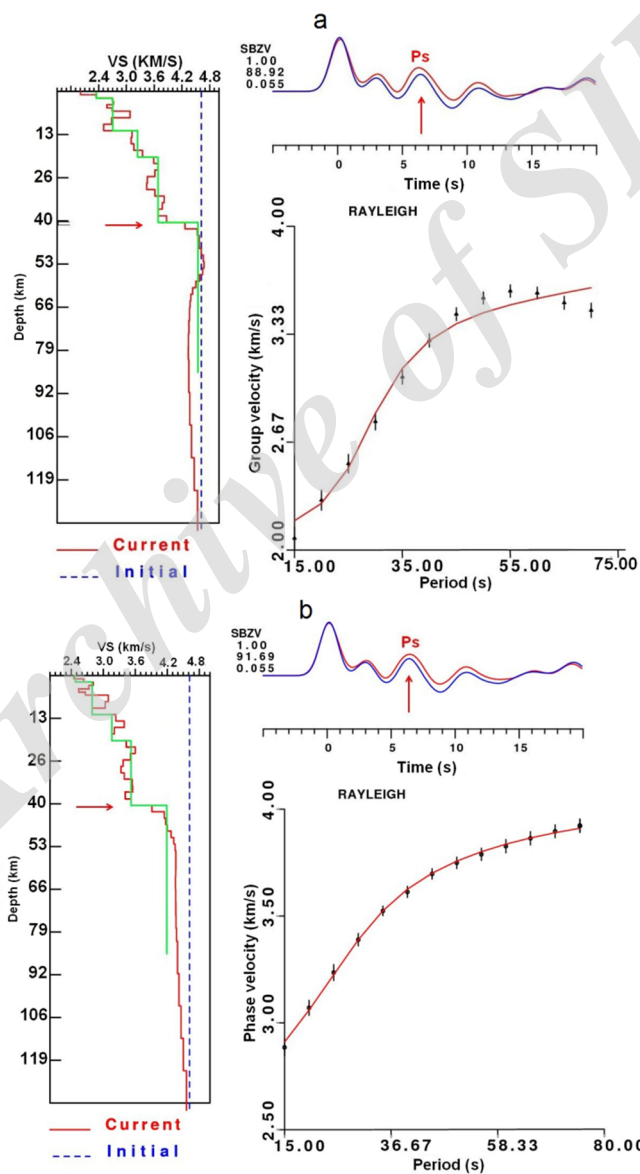 a
VS (KM/S)
2.4 3.0 3.6 4.2 4.8
13
26
40
53
66
79
92
106
119
Depth (km)
Current
Initial
SBZV
1.00
88.92
0.055
Ps
0 5 10 15
Time (s)
RAYLEIGH
4.00
3.33
2.67
2.00
Group velocity (km/s)
15.00 35.00 55.00 75.00
Period (s)
b
VS (km/s)
2.4 3.0 3.6 4.2 4.8
13
26
40
53
66
79
92
106
119
Depth (km)
Current
Initial
SBZV
1.00
91.69
0.055
Ps
0 5 10 15
Time (s)
RAYLEIGH
4.00
3.50
3.00
2.50
Phase velocity (km/s)
15.00 36.67 58.33 80.00
Period (s)
Archive of SI